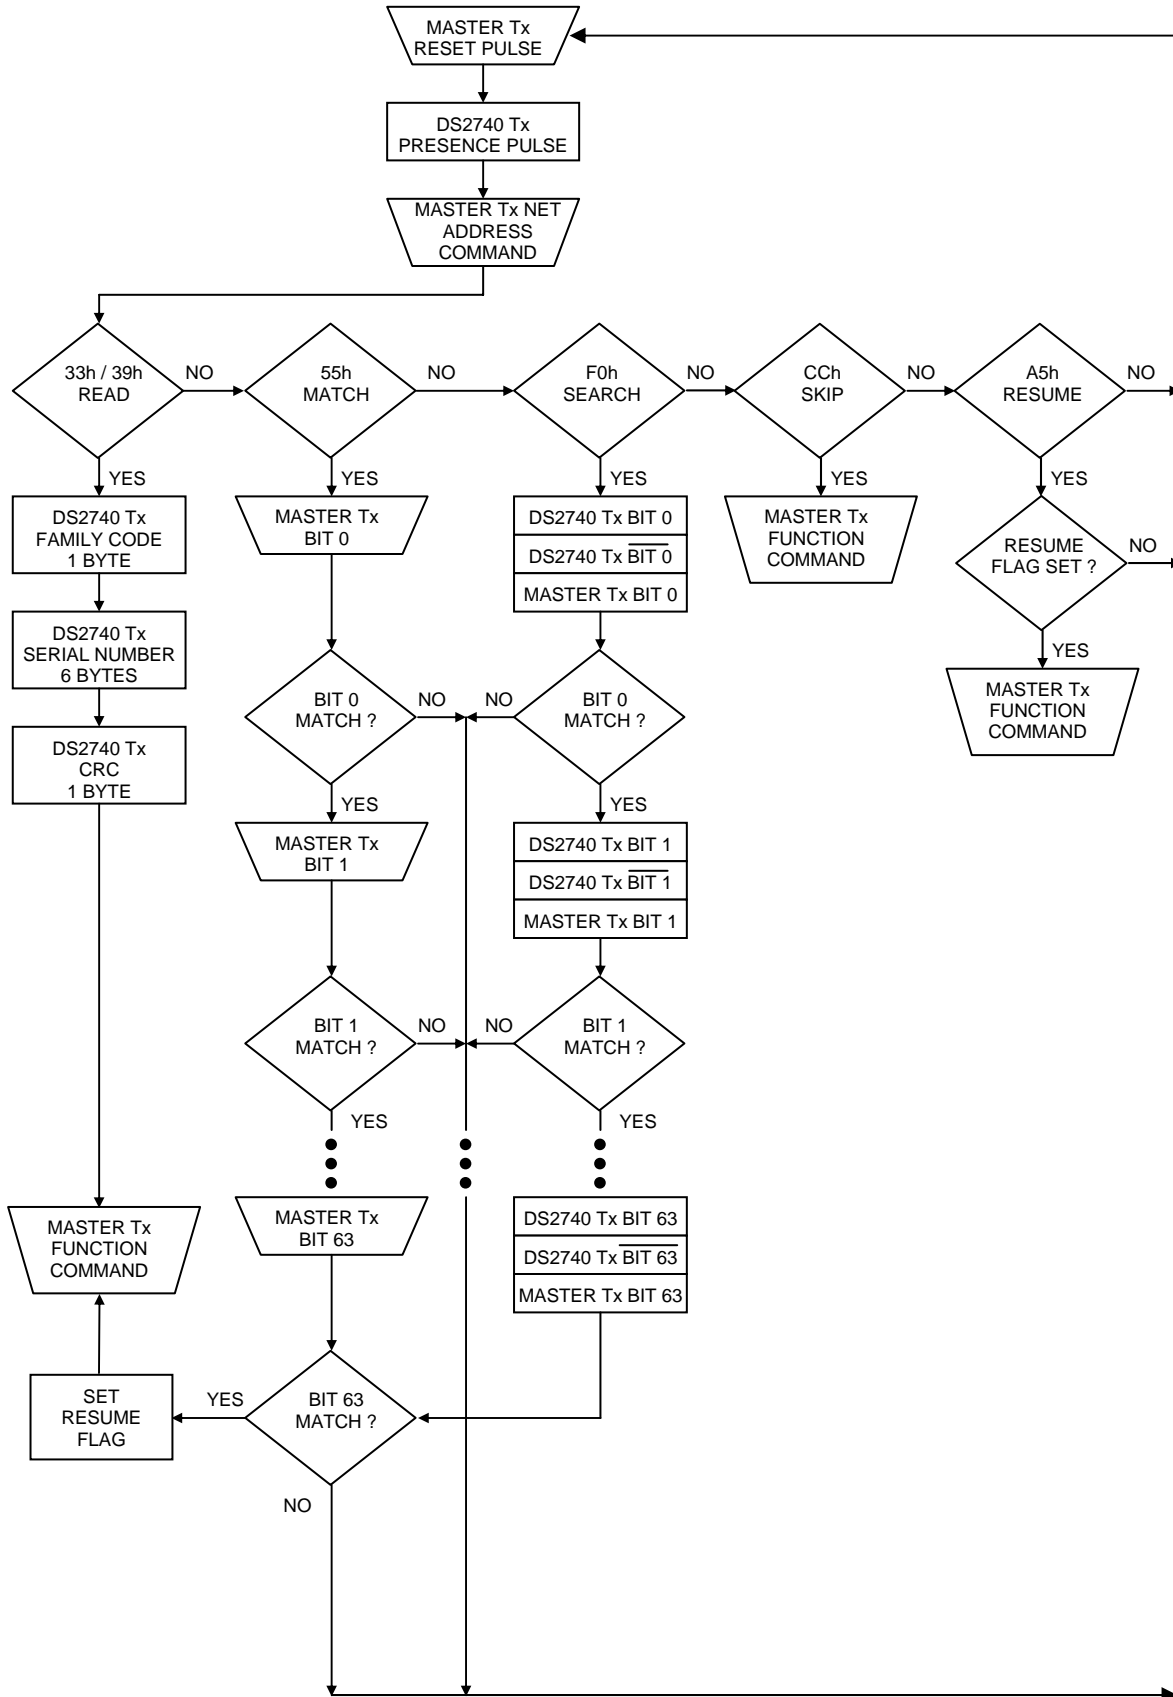 MASTER Tx
RESET PULSE
DS2740 Tx
PRESENCE PULSE
MASTER Tx NET
ADDRESS
COMMAND
33h / 39h
READ
NO
55h
MATCH
NO
F0h
SEARCH
NO
CCh
SKIP
NO
A5h
RESUME
NO
YES
YES
YES
YES
YES
DS2740 Tx
FAMILY CODE
1 BYTE
DS2740 Tx
SERIAL NUMBER
6 BYTES
DS2740 Tx
CRC
1 BYTE
MASTER Tx
BIT 0
BIT 0
MATCH ?
NO
YES
MASTER Tx
BIT 1
BIT 1
MATCH ?
NO
YES
MASTER Tx
BIT 63
BIT 63
MATCH ?
YES
NO
SET
RESUME
FLAG
MASTER Tx
FUNCTION
COMMAND
DS2740 Tx BIT 0
DS2740 Tx BIT 0
MASTER Tx BIT 0
BIT 0
MATCH ?
NO
YES
DS2740 Tx BIT 1
DS2740 Tx BIT 1
MASTER Tx BIT 1
BIT 1
MATCH ?
NO
YES
DS2740 Tx BIT 63
DS2740 Tx BIT 63
MASTER Tx BIT 63
MASTER Tx
FUNCTION
COMMAND
RESUME
FLAG SET ?
NO
YES
MASTER Tx
FUNCTION
COMMAND